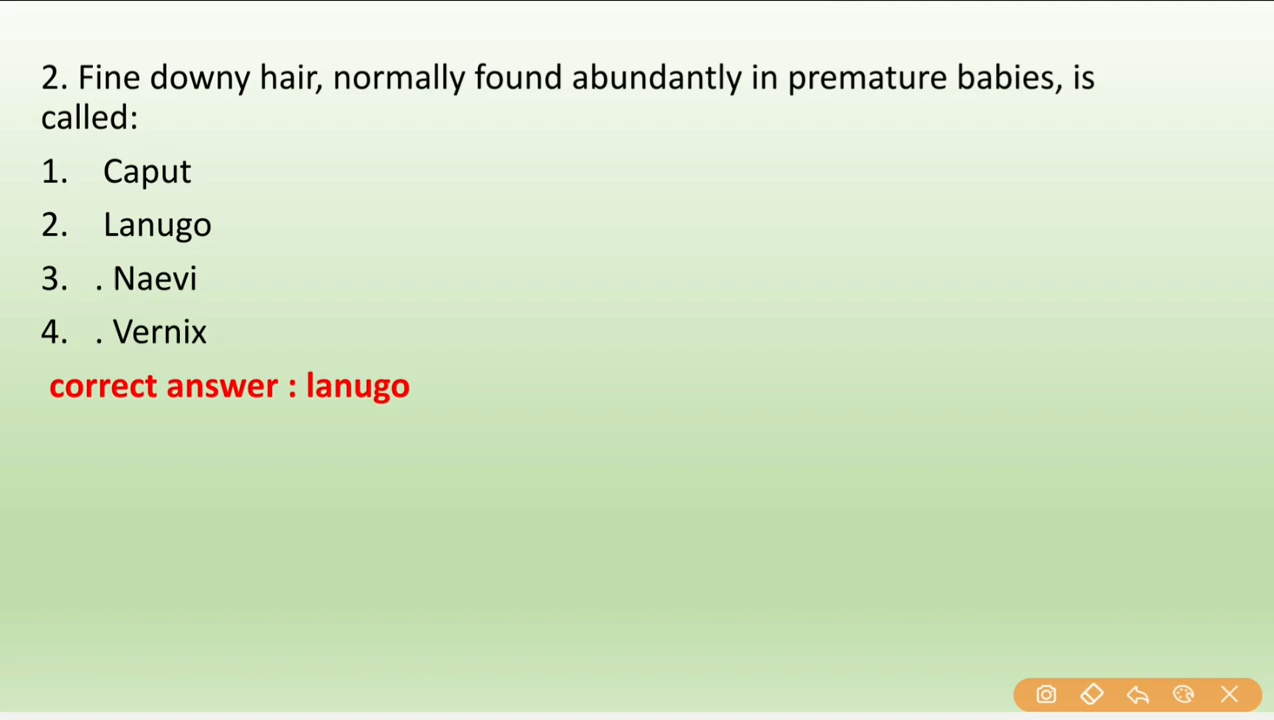 2. Fine downy hair, normally found abundantly in premature babies, is
called:
1. Caput
2. Lanugo
3. . Naevi
4. . Vernix
correct answer : lanugo